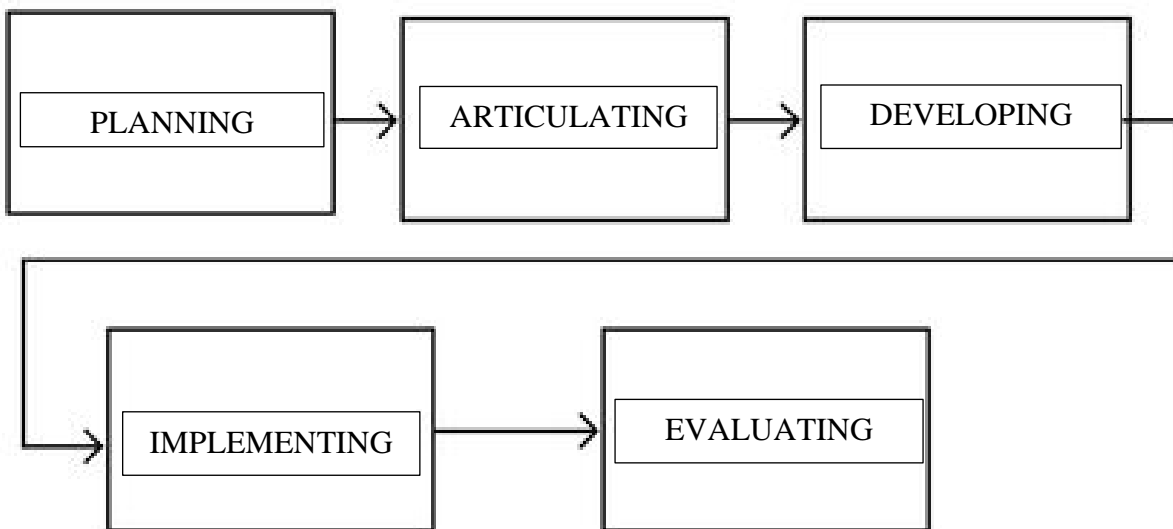 PLANNING
ARTICULATING
DEVELOPING
IMPLEMENTING
EVALUATING